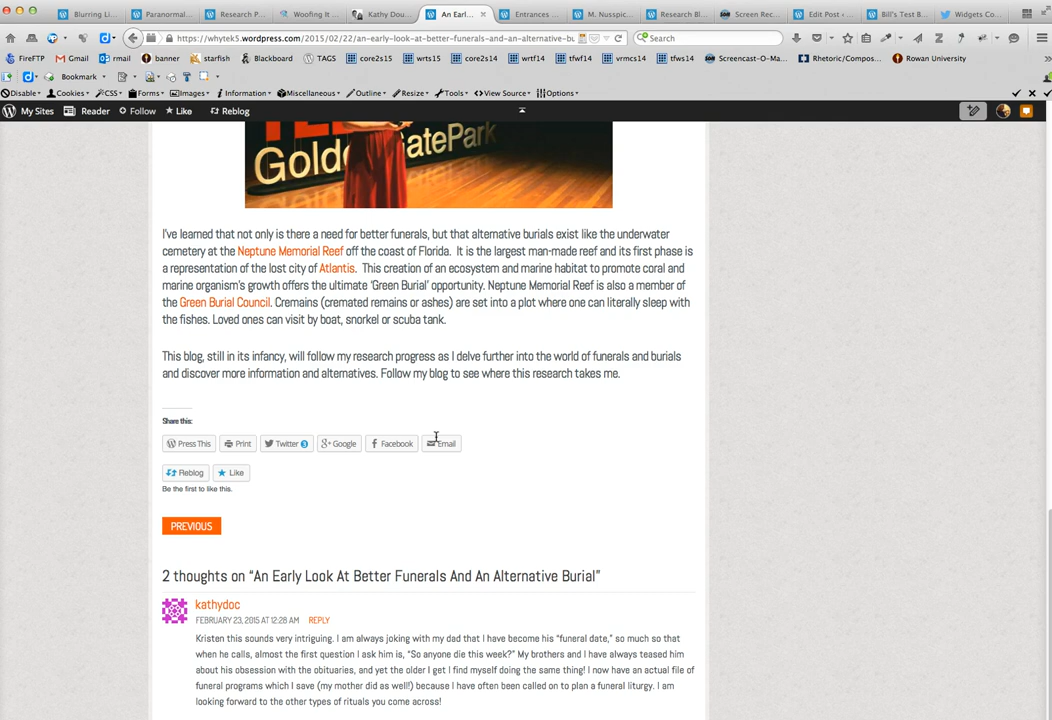 Blurring Li...
Paranormal...
Research P...
Woofing It ...
Kathy Dou...
An Earl...
Entrances ...
M. Nusspic...
Research Bl...
Screen Rec...
Edit Post ‹ ...
Bill's Test B...
Widgets Co...
https://whytek5.wordpress.com/2015/02/22/an-early-look-at-better-funerals-and-an-alternative-bu
Search
FireFTP
Gmail
rmail
banner
starfish
Blackboard
TAGS
core2s15
wrts15
core2s14
wrtf14
tfwf14
vrmcs14
tfws14
Screencast-O-Ma...
Rhetoric/Compos...
Rowan University
Bookmark
Disable
Cookies
CSS
Forms
Images
Information
Miscellaneous
Outline
Resize
Tools
View Source
Options
My Sites
Reader
Follow
Like
Reblog
GoldenGatePark
I've learned that not only is there a need for better funerals, but that alternative burials exist like the underwater
cemetery at the Neptune Memorial Reef off the coast of Florida. It is the largest man-made reef and its first phase is
a representation of the lost city of Atlantis. This creation of an ecosystem and marine habitat to promote coral and
marine organism's growth offers the ultimate 'Green Burial' opportunity. Neptune Memorial Reef is also a member of
the Green Burial Council. Cremains (cremated remains or ashes) are set into a plot where one can literally sleep with
the fishes. Loved ones can visit by boat, snorkel or scuba tank.
This blog, still in its infancy, will follow my research progress as I delve further into the world of funerals and burials
and discover more information and alternatives. Follow my blog to see where this research takes me.
Share this:
Press This
Print
Twitter 3
Google
Facebook
Email
Reblog
Like
Be the first to like this.
PREVIOUS
2 thoughts on “An Early Look At Better Funerals And An Alternative Burial”
kathydoc
FEBRUARY 23, 2015 AT 12:28 AM REPLY
Kristen this sounds very intriguing. I am always joking with my dad that I have become his “funeral date,” so much so that
when he calls, almost the first question I ask him is, “So anyone die this week?” My brothers and I have always teased him
about his obsession with the obituaries, and yet the older I get I find myself doing the same thing! I now have an actual file of
funeral programs which I save (my mother did as well!) because I have often been called on to plan a funeral liturgy. I am
looking forward to the other types of rituals you come across!